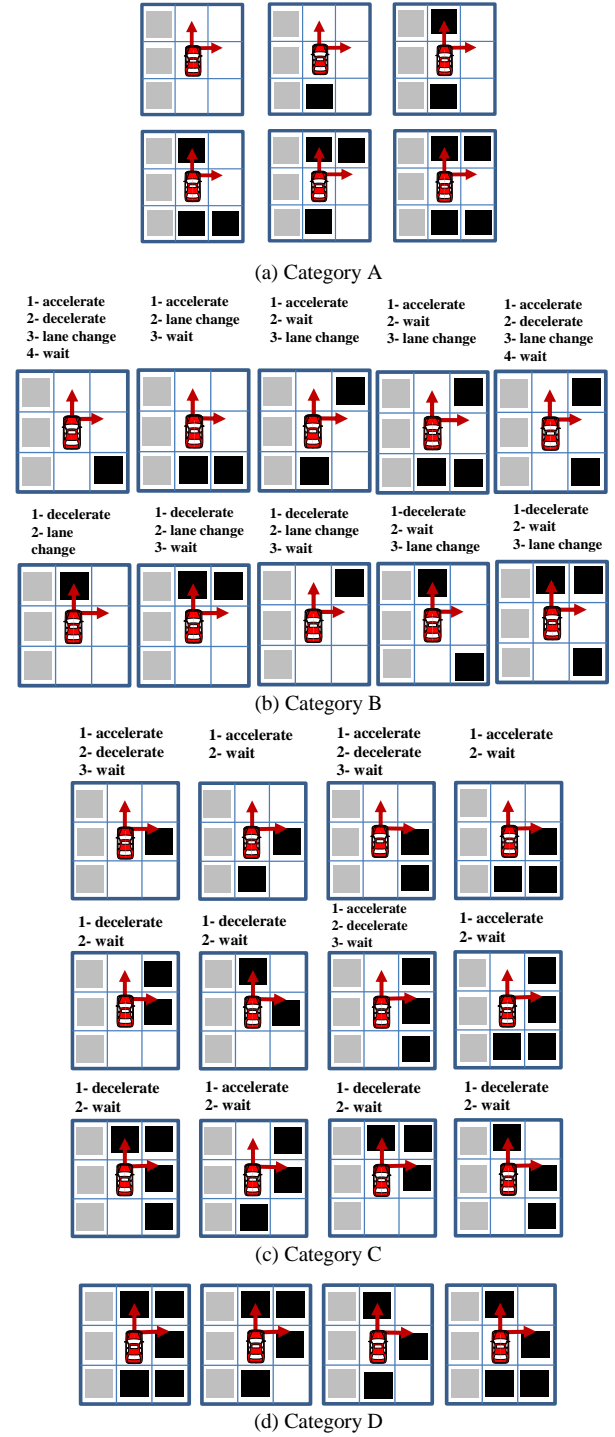 (a) Category A
1- accelerate
2- decelerate
3- lane change
4- wait
1- accelerate
2- lane change
3- wait
1- accelerate
2- wait
3- lane change
1- accelerate
2- wait
3- lane change
1- accelerate
2- decelerate
3- lane change
4- wait
1- decelerate
2- lane
change
1- decelerate
2- lane change
3- wait
1- decelerate
2- lane change
3- wait
1-decelerate
2- wait
3- lane change
1-decelerate
2- wait
3- lane change
(b) Category B
1- accelerate
2- decelerate
3- wait
1- accelerate
2- wait
1- accelerate
2- decelerate
3- wait
1- accelerate
2- wait
1- decelerate
2- wait
1- decelerate
2- wait
1- accelerate
2- decelerate
3- wait
1- accelerate
2- wait
1- decelerate
2- wait
1- accelerate
2- wait
1- decelerate
2- wait
1- decelerate
2- wait
(c) Category C
(d) Category D